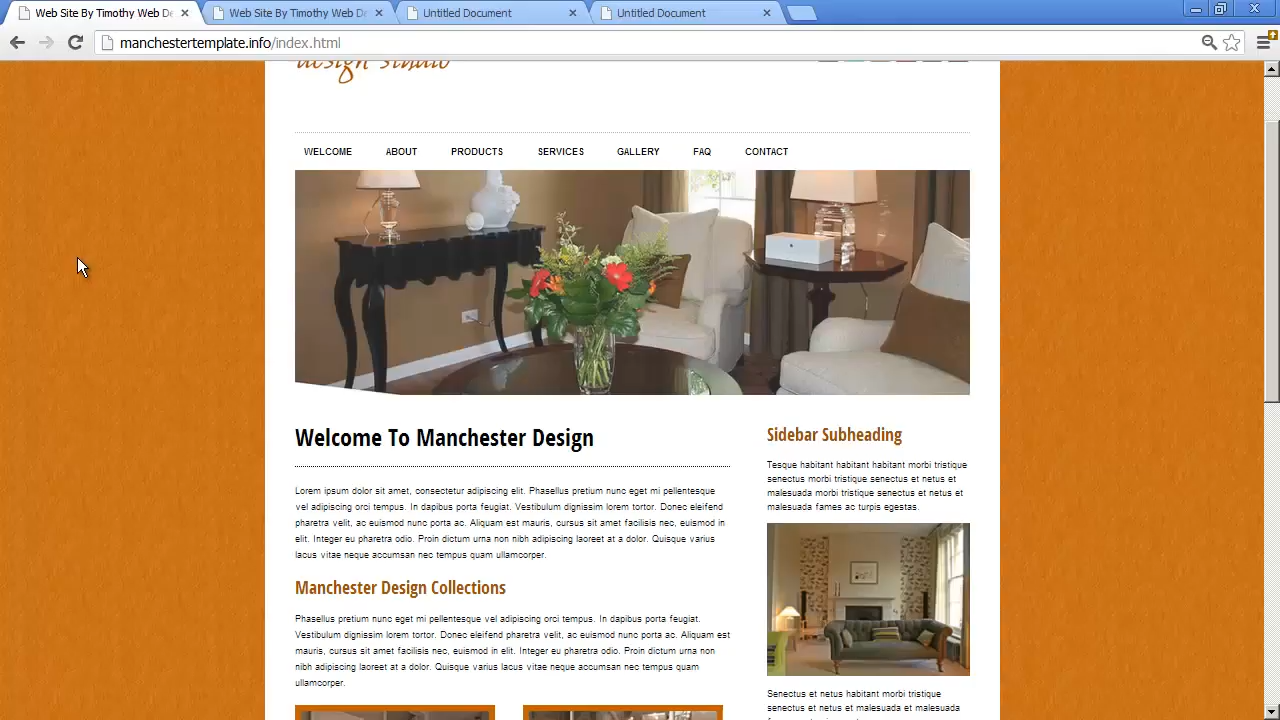 Web Site By Timothy Web De
Web Site By Timothy Web De
Untitled Document
Untitled Document
manchestertemplate.info/index.html
design studio
WELCOME ABOUT PRODUCTS SERVICES GALLERY FAQ CONTACT
Welcome To Manchester Design
Lorem ipsum dolor sit amet, consectetur adipiscing elit. Phasellus pretium nunc eget mi pellentesque
vel adipiscing orci tempus. In dapibus porta feugiat. Vestibulum dignissim lorem tortor. Donec eleifend
pharetra velit, ac euismod nunc porta ac. Aliquam est mauris, cursus sit amet facilisis nec, euismod in
elit. Integer eu pharetra odio. Proin dictum urna non nibh adipiscing laoreet at a dolor. Quisque varius
lacus vitae neque accumsan nec tempus quam ullamcorper.
Manchester Design Collections
Phasellus pretium nunc eget mi pellentesque vel adipiscing orci tempus. In dapibus porta feugiat.
Vestibulum dignissim lorem tortor. Donec eleifend pharetra velit, ac euismod nunc porta ac. Aliquam est
mauris, cursus sit amet facilisis nec, euismod in elit. Integer eu pharetra odio. Proin dictum urna non
nibh adipiscing laoreet at a dolor. Quisque varius lacus vitae neque accumsan nec tempus quam
ullamcorper.
Sidebar Subheading
Tesque habitant habitant habitant morbi tristique
senectus morbi tristique senectus et netus et
malesuada morbi tristique senectus et netus et
malesuada fames ac turpis egestas.
Senectus et netus habitant morbi tristique
senectus et netus et malesuada et malesuada